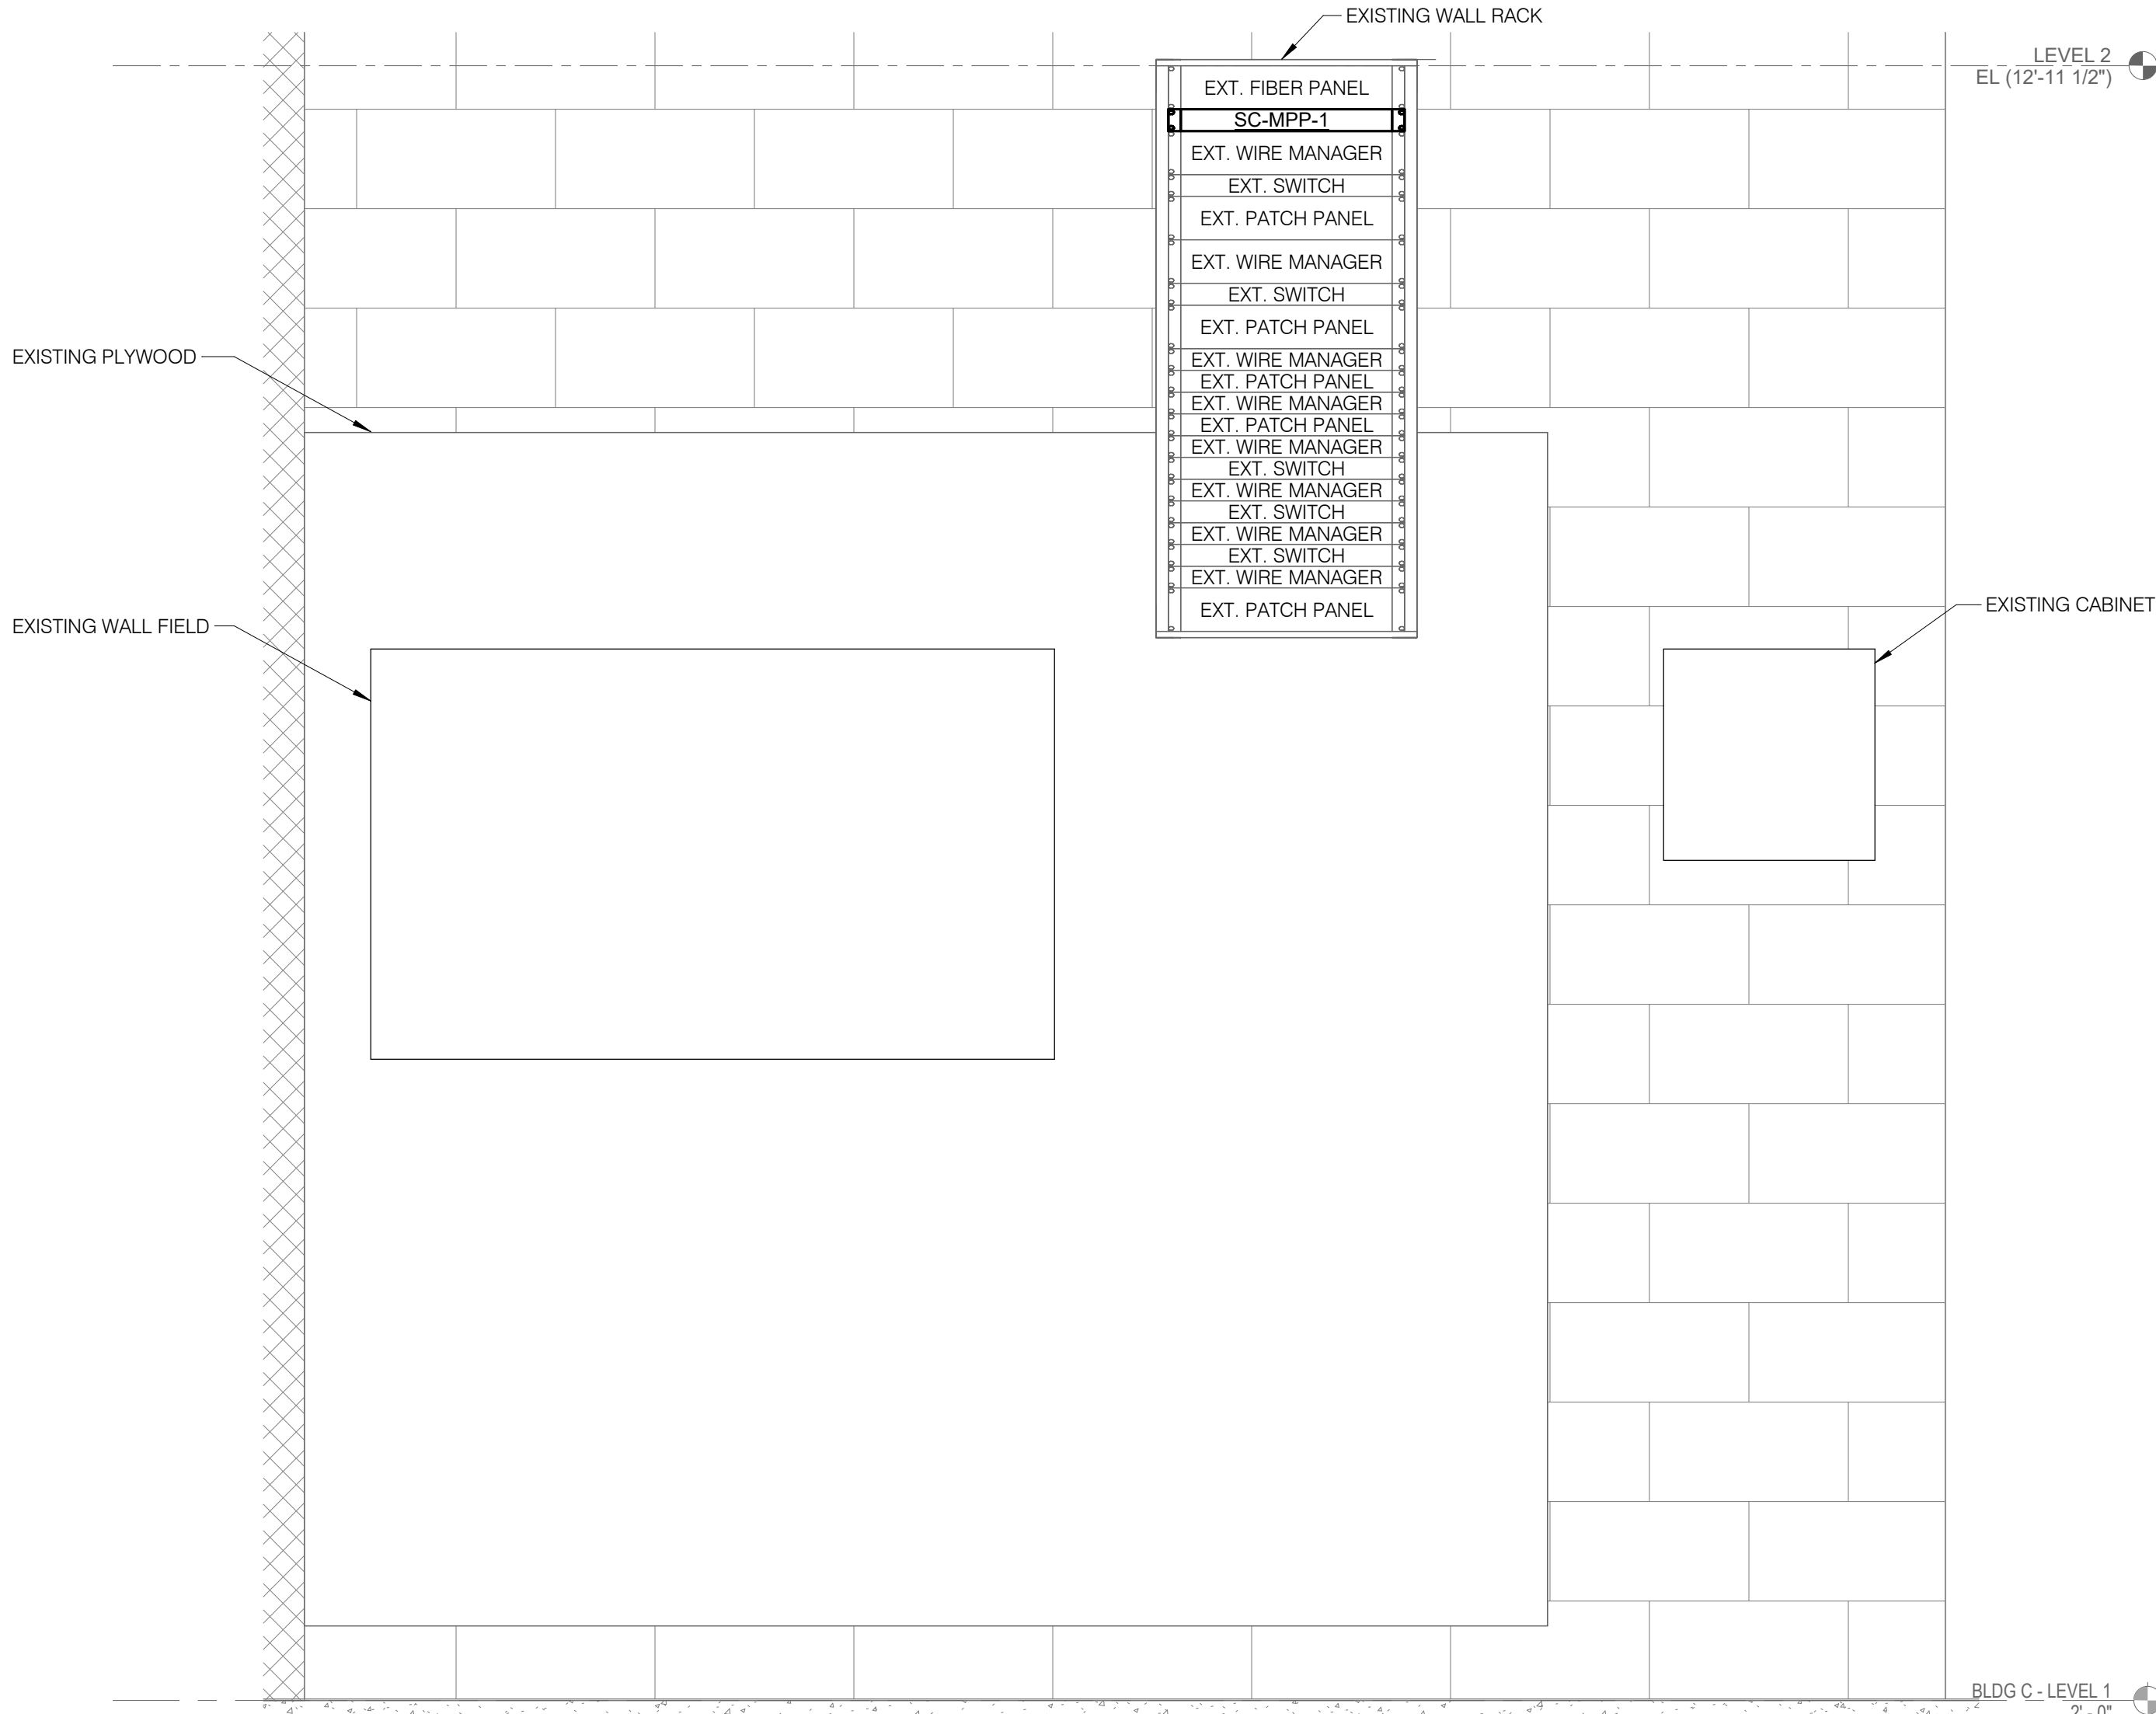 EXISTING WALL RACK
LEVEL 2
EL (12'-11 1/2")
EXT. FIBER PANEL
SC-MPP-1
EXT. WIRE MANAGER
EXT. SWITCH
EXT. PATCH PANEL
EXT. WIRE MANAGER
EXT. SWITCH
EXT. PATCH PANEL
EXISTING PLYWOOD
EXT. WIRE MANAGER
EXT. PATCH PANEL
EXT. WIRE MANAGER
EXT. PATCH PANEL
EXT. WIRE MANAGER
EXT. SWITCH
EXT. WIRE MANAGER
EXT. SWITCH
EXT. WIRE MANAGER
EXT. SWITCH
EXT. WIRE MANAGER
EXT. PATCH PANEL
EXISTING CABINET
EXISTING WALL FIELD
BLDG C - LEVEL 1
2' - 0"